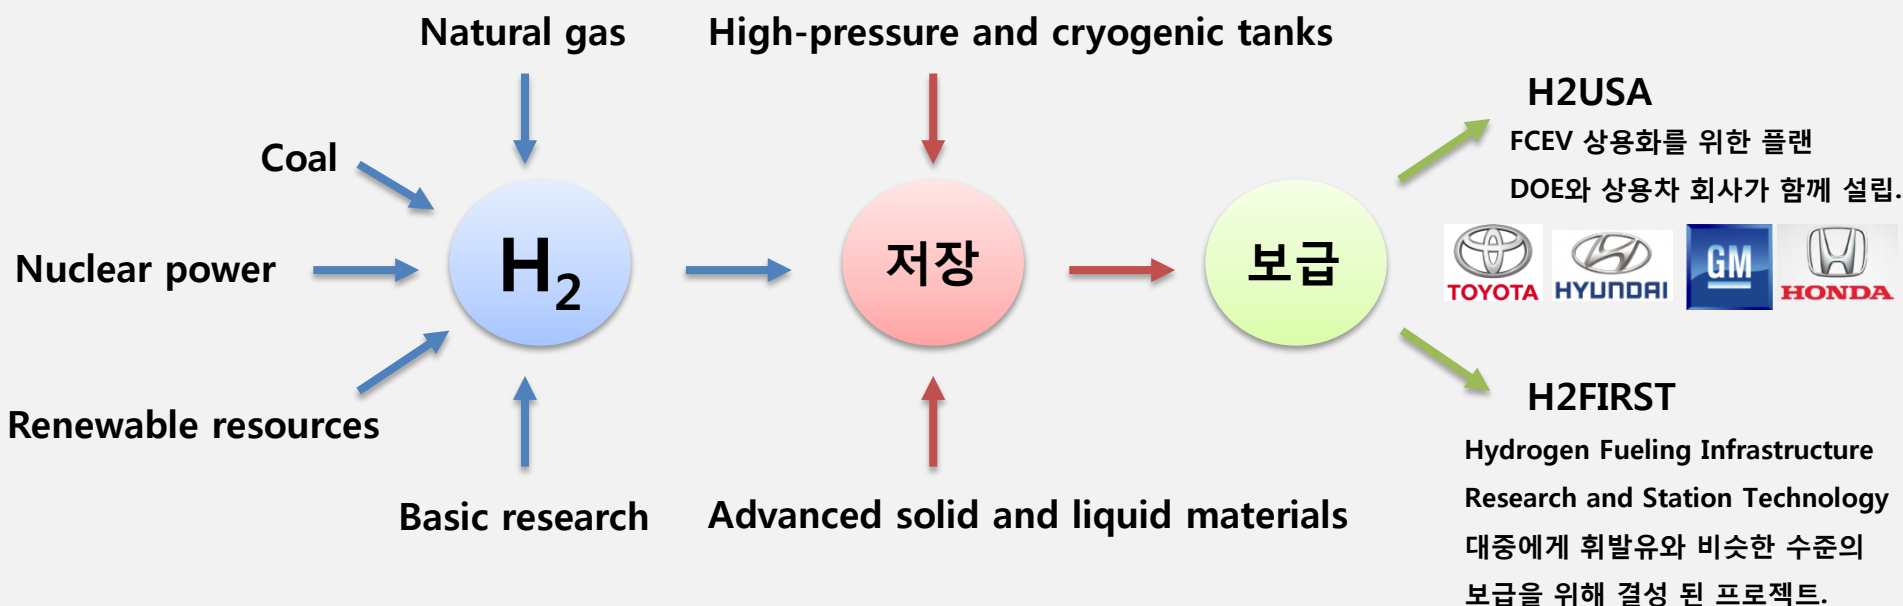 Natural gas
High-pressure and cryogenic tanks
Coal
Nuclear power
Renewable resources
Basic research
Advanced solid and liquid materials
H₂
저장
보급
H2USA
FCEV 상용화를 위한 플랜
DOE와 상용차 회사가 함께 설립.
TOYOTA
HYUNDAI
GM
HONDA
H2FIRST
Hydrogen Fueling Infrastructure
Research and Station Technology
대중에게 휘발유와 비슷한 수준의
보급을 위해 결성 된 프로젝트.